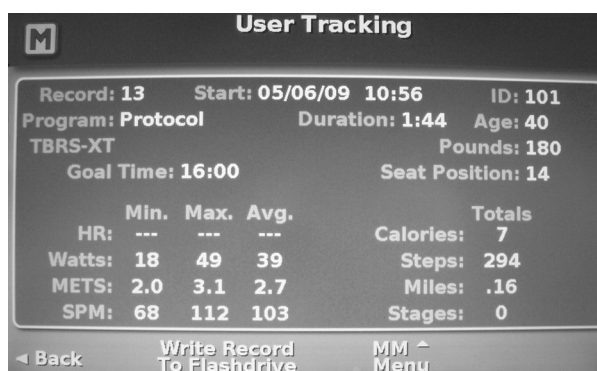 M
User Tracking
Record: 13 Start: 05/06/09 10:56 ID: 101
Program: Protocol Duration: 1:44 Age: 40
TBRS-XT Pounds: 180
Goal Time: 16:00 Seat Position: 14
Min. Max. Avg. Totals
HR: --- --- --- Calories: 7
Watts: 18 49 39 Steps: 294
METS: 2.0 3.1 2.7 Miles: .16
SPM: 68 112 103 Stages: 0
Back Write Record MM
To Flashdrive Menu